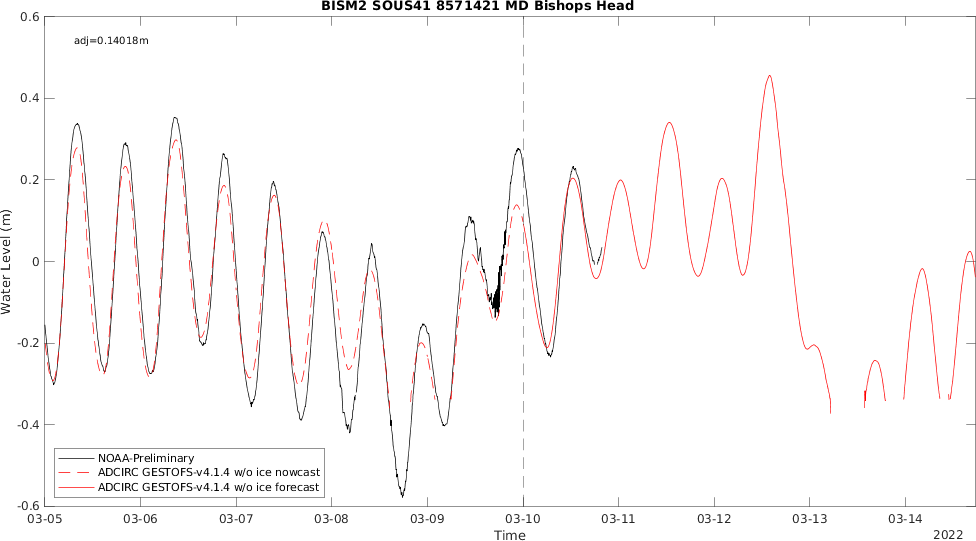 BISM2 SOUS41 8571421 MD Bishops Head
adj=0.14018m
0.6
0.4
0.2
0
-0.2
-0.4
-0.6
Water Level (m)
NOAA-Preliminary
ADCIRC GESTOFS-v4.1.4 w/o ice nowcast
ADCIRC GESTOFS-v4.1.4 w/o ice forecast
03-05 03-06 03-07 03-08 03-09 03-10 03-11 03-12 03-13 03-14
Time
2022